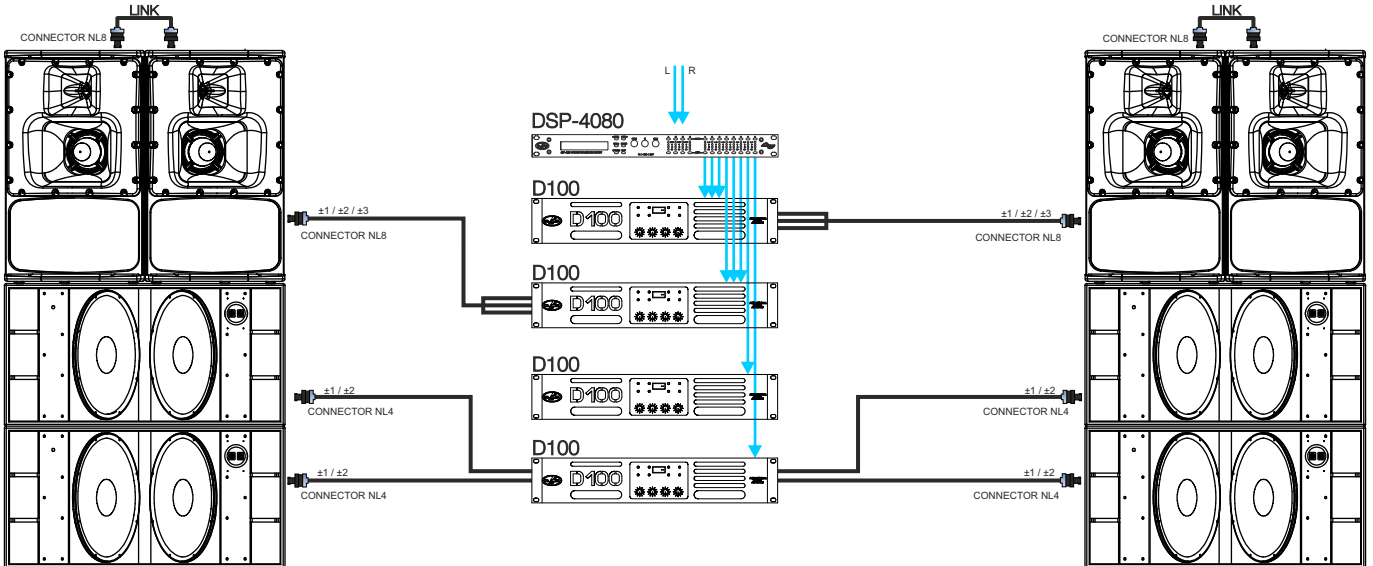 LINK
LINK
CONNECTOR NL8
CONNECTOR NL8
L R
DSP-4080
D100
D100
±1 / ±2 / ±3
±1 / ±2 / ±3
CONNECTOR NL8
CONNECTOR NL8
D100
D100
D100
D100
±1 / ±2
±1 / ±2
CONNECTOR NL4
CONNECTOR NL4
D100
D100
±1 / ±2
±1 / ±2
CONNECTOR NL4
CONNECTOR NL4